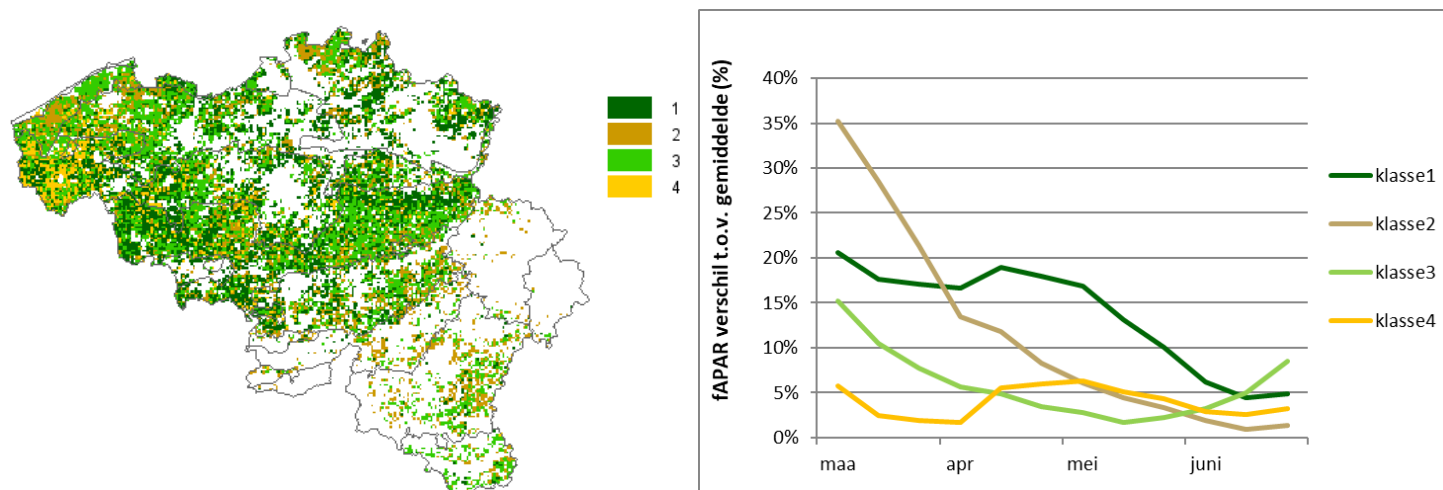 1
2
3
4
fAPAR verschil t.o.v. gemiddelde (%)
40%
35%
30%
25%
20%
15%
10%
5%
0%
maa
apr
mei
juni
klasse1
klasse2
klasse3
klasse4